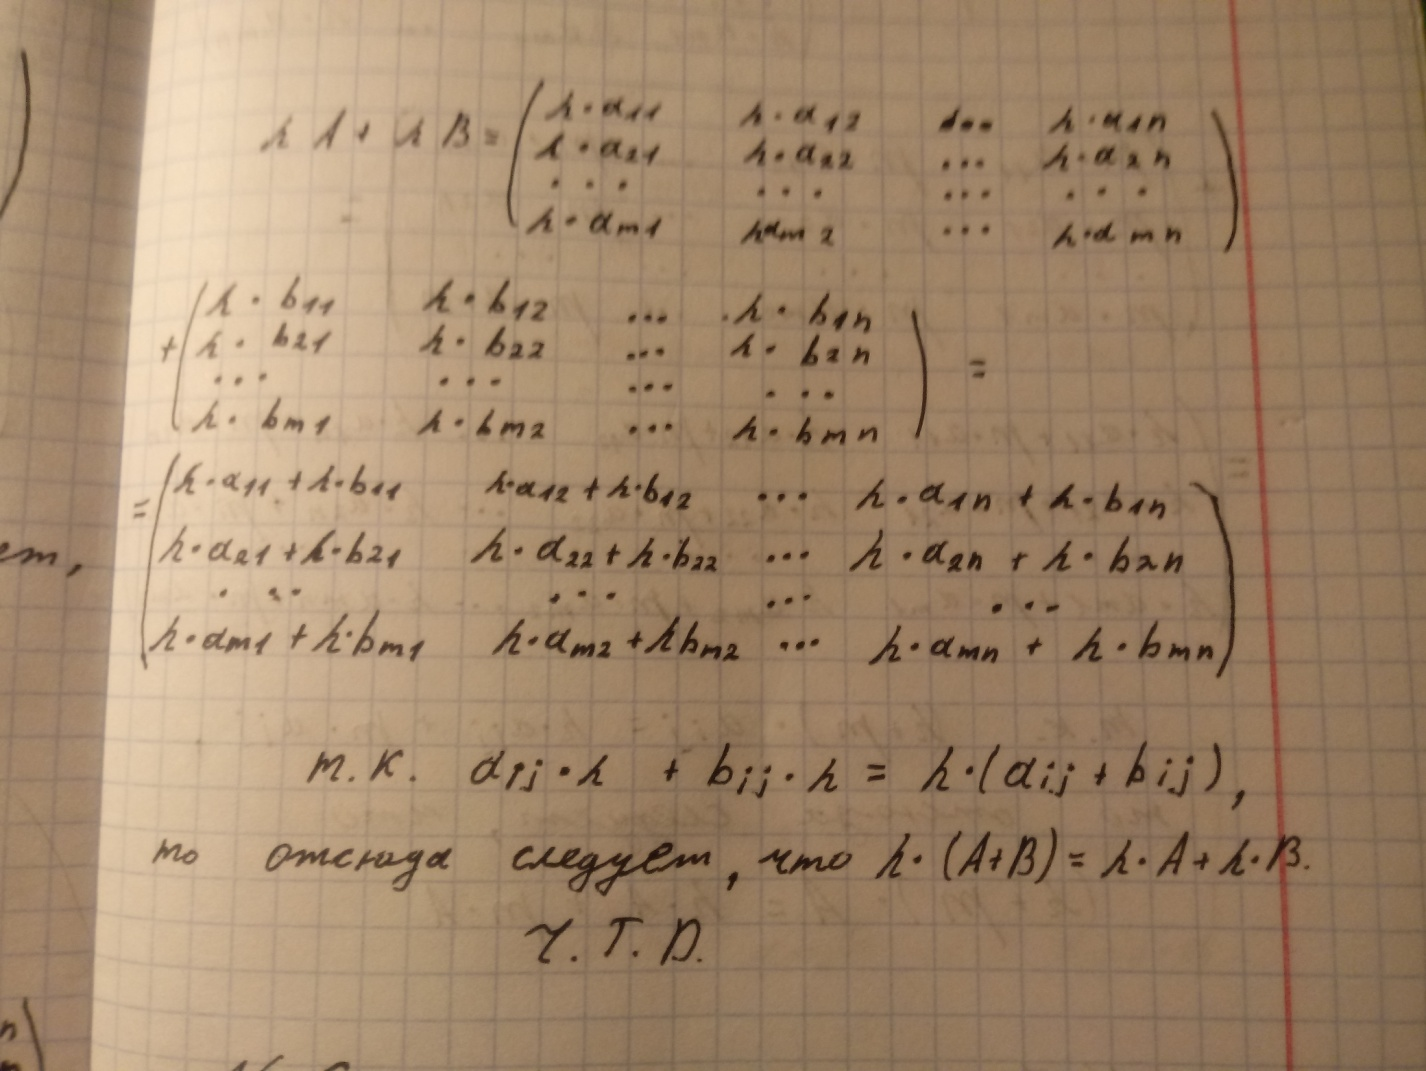 h A + h B = ( h·a11 h·a12 ... h·a1n
h·a21 h·a22 ... h·a2n
... ... ... ...
h·am1 ham2 ... h·amn )
+ ( h·b11 h·b12 ... h·b1n
h·b21 h·b22 ... h·b2n
... ... ... ...
h·bm1 h·bm2 ... h·bmn ) =
= ( h·a11 + h·b11 h·a12 + h·b12 ... h·a1n + h·b1n
h·a21 + h·b21 h·a22 + h·b22 ... h·a2n + h·b2n
... ... ... ...
h·am1 + h·bm1 h·am2 + hbm2 ... h·amn + h·bmn )
т.к. aij·h + bij·h = h·(aij + bij),
то отсюда следует, что h·(A+B) = h·A + h·B.
Ч.Т.D.